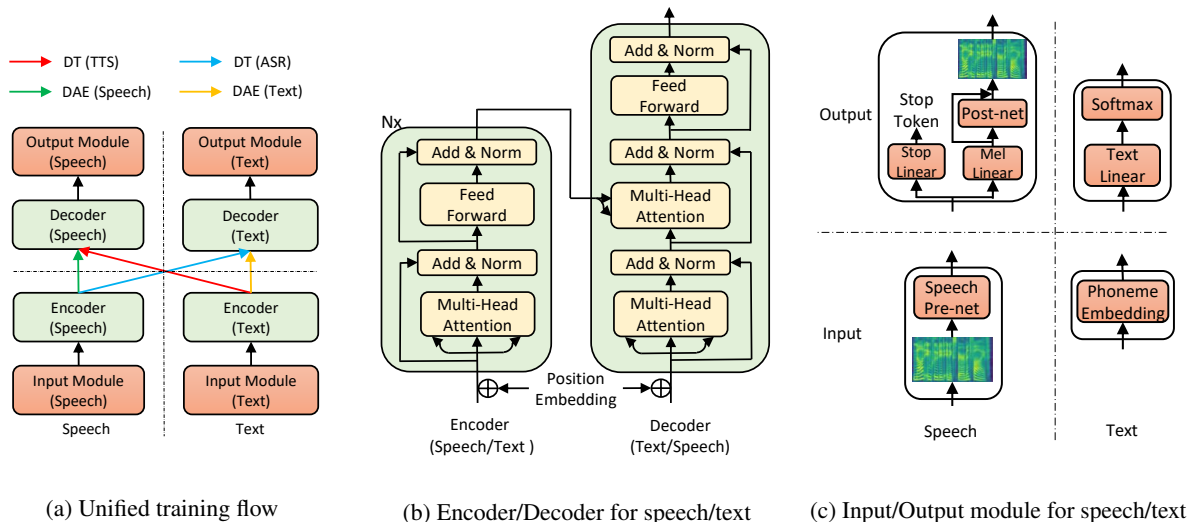 DT (TTS)
DT (ASR)
DAE (Speech)
DAE (Text)
Output Module
(Speech)
Output Module
(Text)
Decoder
(Speech)
Decoder
(Text)
Encoder
(Speech)
Encoder
(Text)
Input Module
(Speech)
Input Module
(Text)
Speech
Text
(a) Unified training flow
Nx
Add & Norm
Feed
Forward
Add & Norm
Multi-Head
Attention
Add & Norm
Feed
Forward
Add & Norm
Multi-Head
Attention
Add & Norm
Multi-Head
Attention
Position
Embedding
Encoder
(Speech/Text )
Decoder
(Text/Speech)
(b) Encoder/Decoder for speech/text
Output
Stop
Token
Post-net
Stop
Linear
Mel
Linear
Softmax
Text
Linear
Input
Speech
Pre-net
Phoneme
Embedding
Speech
Text
(c) Input/Output module for speech/text